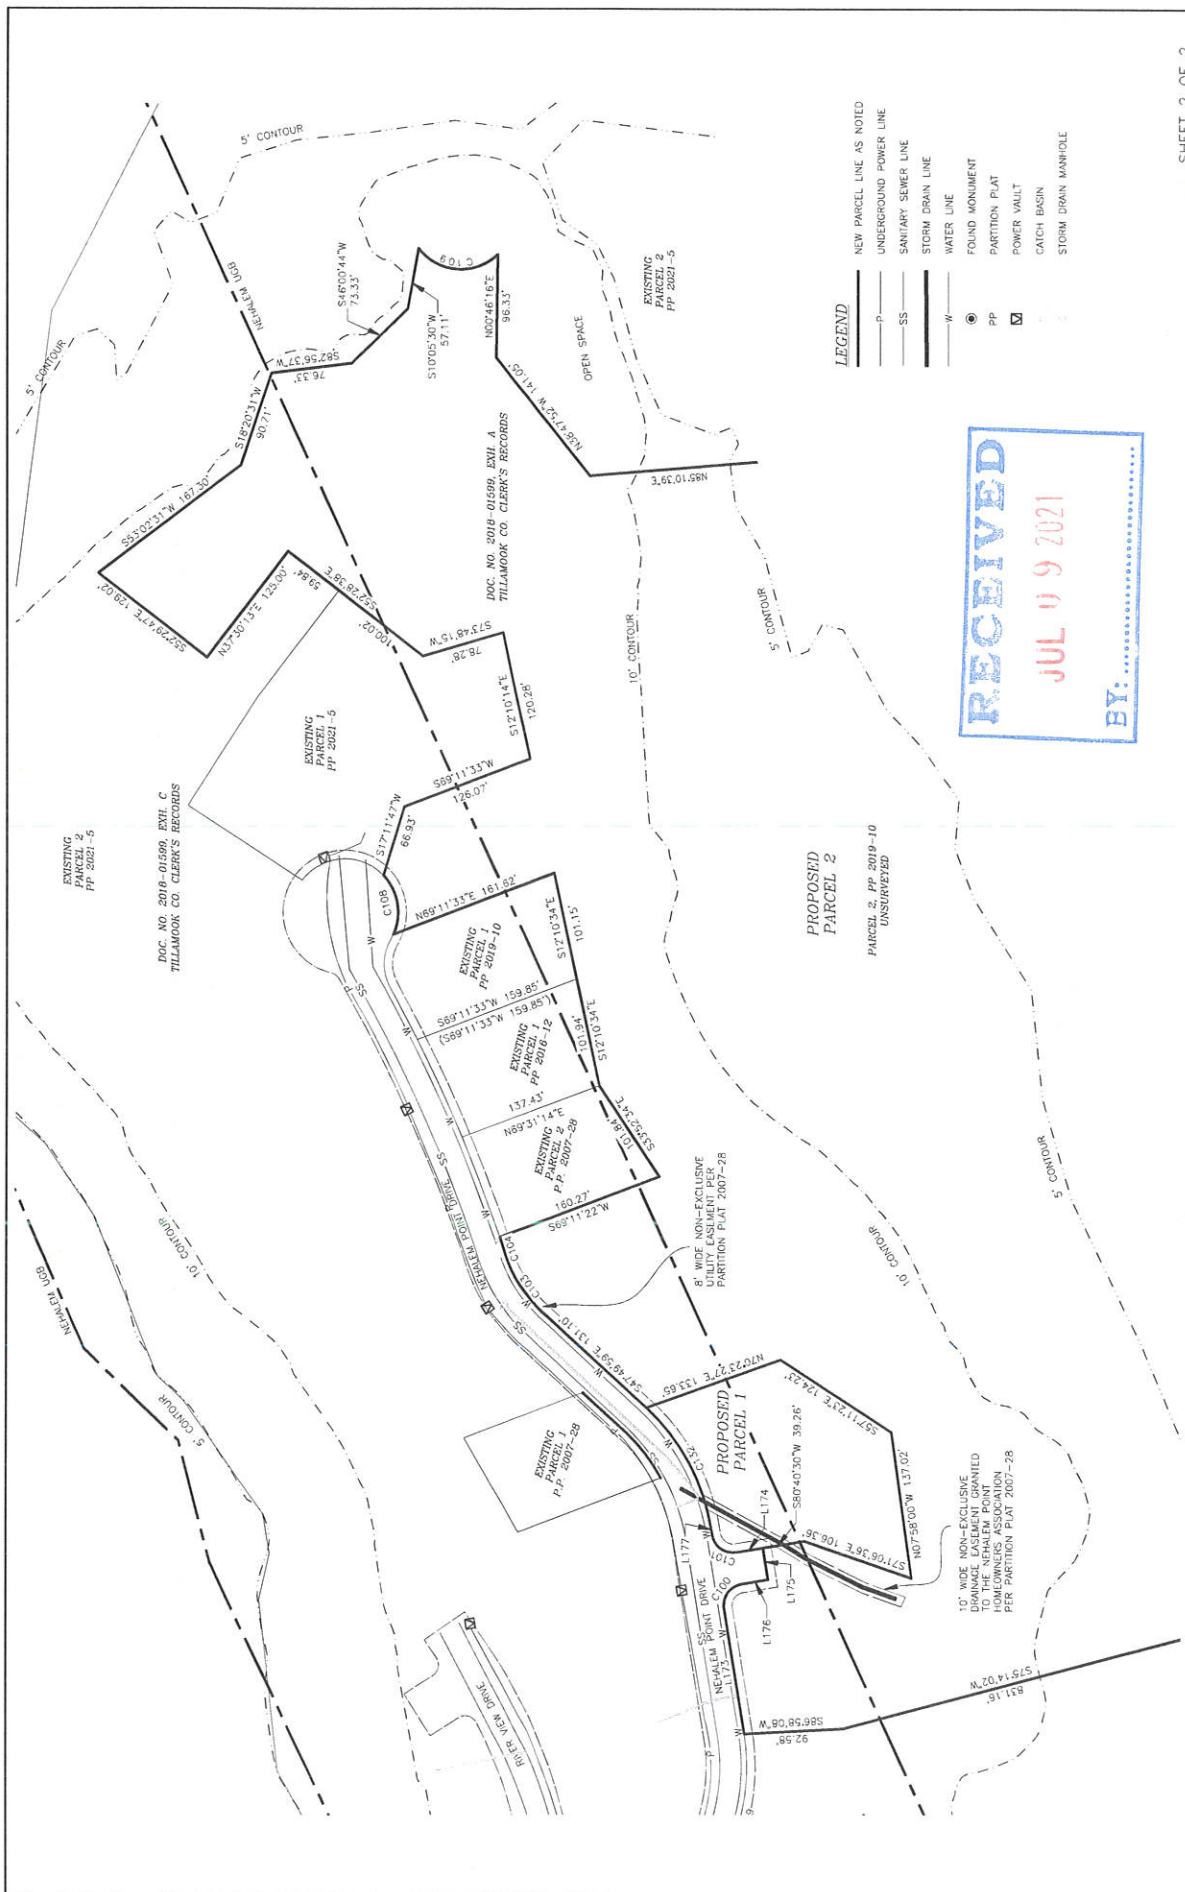 EXISTING
PARCEL 2
PP 2021-5
DOC. NO. 2018-01599, EXH. C
TILLAMOOK CO. CLERK'S RECORDS
EXISTING
PARCEL 1
PP 2021-5
NEHALEM UGB
10' CONTOUR
5' CONTOUR
5' CONTOUR
5' CONTOUR
NEHALEM UGB
S52°29'47"E 129.02'
S53°02'31"W 167.30'
N37°30'13"E 125.00'
S18°20'31"W
90.71'
S82°56'37"W
76.33'
S46°00'44"W
73.33'
S10°05'30"W
57.11'
C109
N00°46'16"E
96.33'
N36°47'52"W 141.05'
N85°10'39"E
59.84'
S52°28'38"E
100.02'
S73°48'15"W
78.28'
S12°10'14"E
120.28'
S69°11'33"W
126.07'
S17°11'47"W
66.93'
C108
N69°11'33"E 161.62'
DOC. NO. 2018-01599, EXH. A
TILLAMOOK CO. CLERK'S RECORDS
OPEN SPACE
EXISTING
PARCEL 2
PP 2021-5
EXISTING
PARCEL 1
PP 2019-10
S12°10'34"E
101.15'
S69°11'33"W 159.85'
(S69°11'33"W 159.85')
EXISTING
PARCEL 1
PP 2016-12
101.94'
S12°10'34"E
137.43'
N69°31'14"E
EXISTING
PARCEL 2
P.P. 2007-28
S33°52'34"E
101.84'
160.27'
S69°11'22"W
P
SS
W
W
SS
NEHALEM POINT DRIVE
W
W
C104
C103
W
SS
8' WIDE NON-EXCLUSIVE
UTILITY EASEMENT PER
PARTITION PLAT 2007-28
S47°49'59"E 131.10'
W
P
SS
W
EXISTING
PARCEL 1
P.P. 2007-28
C132
N70°23'27"E 133.65'
PROPOSED
PARCEL 1
S57°11'23"E 124.23'
N07°58'00"W 137.02'
S71°06'36"E 106.36'
S80°40'30"W 39.26'
L174
L177
W
C101
C100
L175
L176
NEHALEM POINT DRIVE
SS
W
L173
P
W
RIVER VIEW DRIVE
S86°58'08"W
92.58'
S75°14'02"W
831.16'
10' WIDE NON-EXCLUSIVE
DRAINAGE EASEMENT GRANTED
TO THE NEHALEM POINT
HOMEOWNERS ASSOCIATION
PER PARTITION PLAT 2007-28
10' CONTOUR
5' CONTOUR
10' CONTOUR
5' CONTOUR
PROPOSED
PARCEL 2
PARCEL 2, PP 2019-10
UNSURVEYED
LEGEND
NEW PARCEL LINE AS NOTED
P UNDERGROUND POWER LINE
SS SANITARY SEWER LINE
STORM DRAIN LINE
W WATER LINE
FOUND MONUMENT
PP PARTITION PLAT
POWER VAULT
CATCH BASIN
STORM DRAIN MANHOLE
RECEIVED
JUL 09 2021
BY: